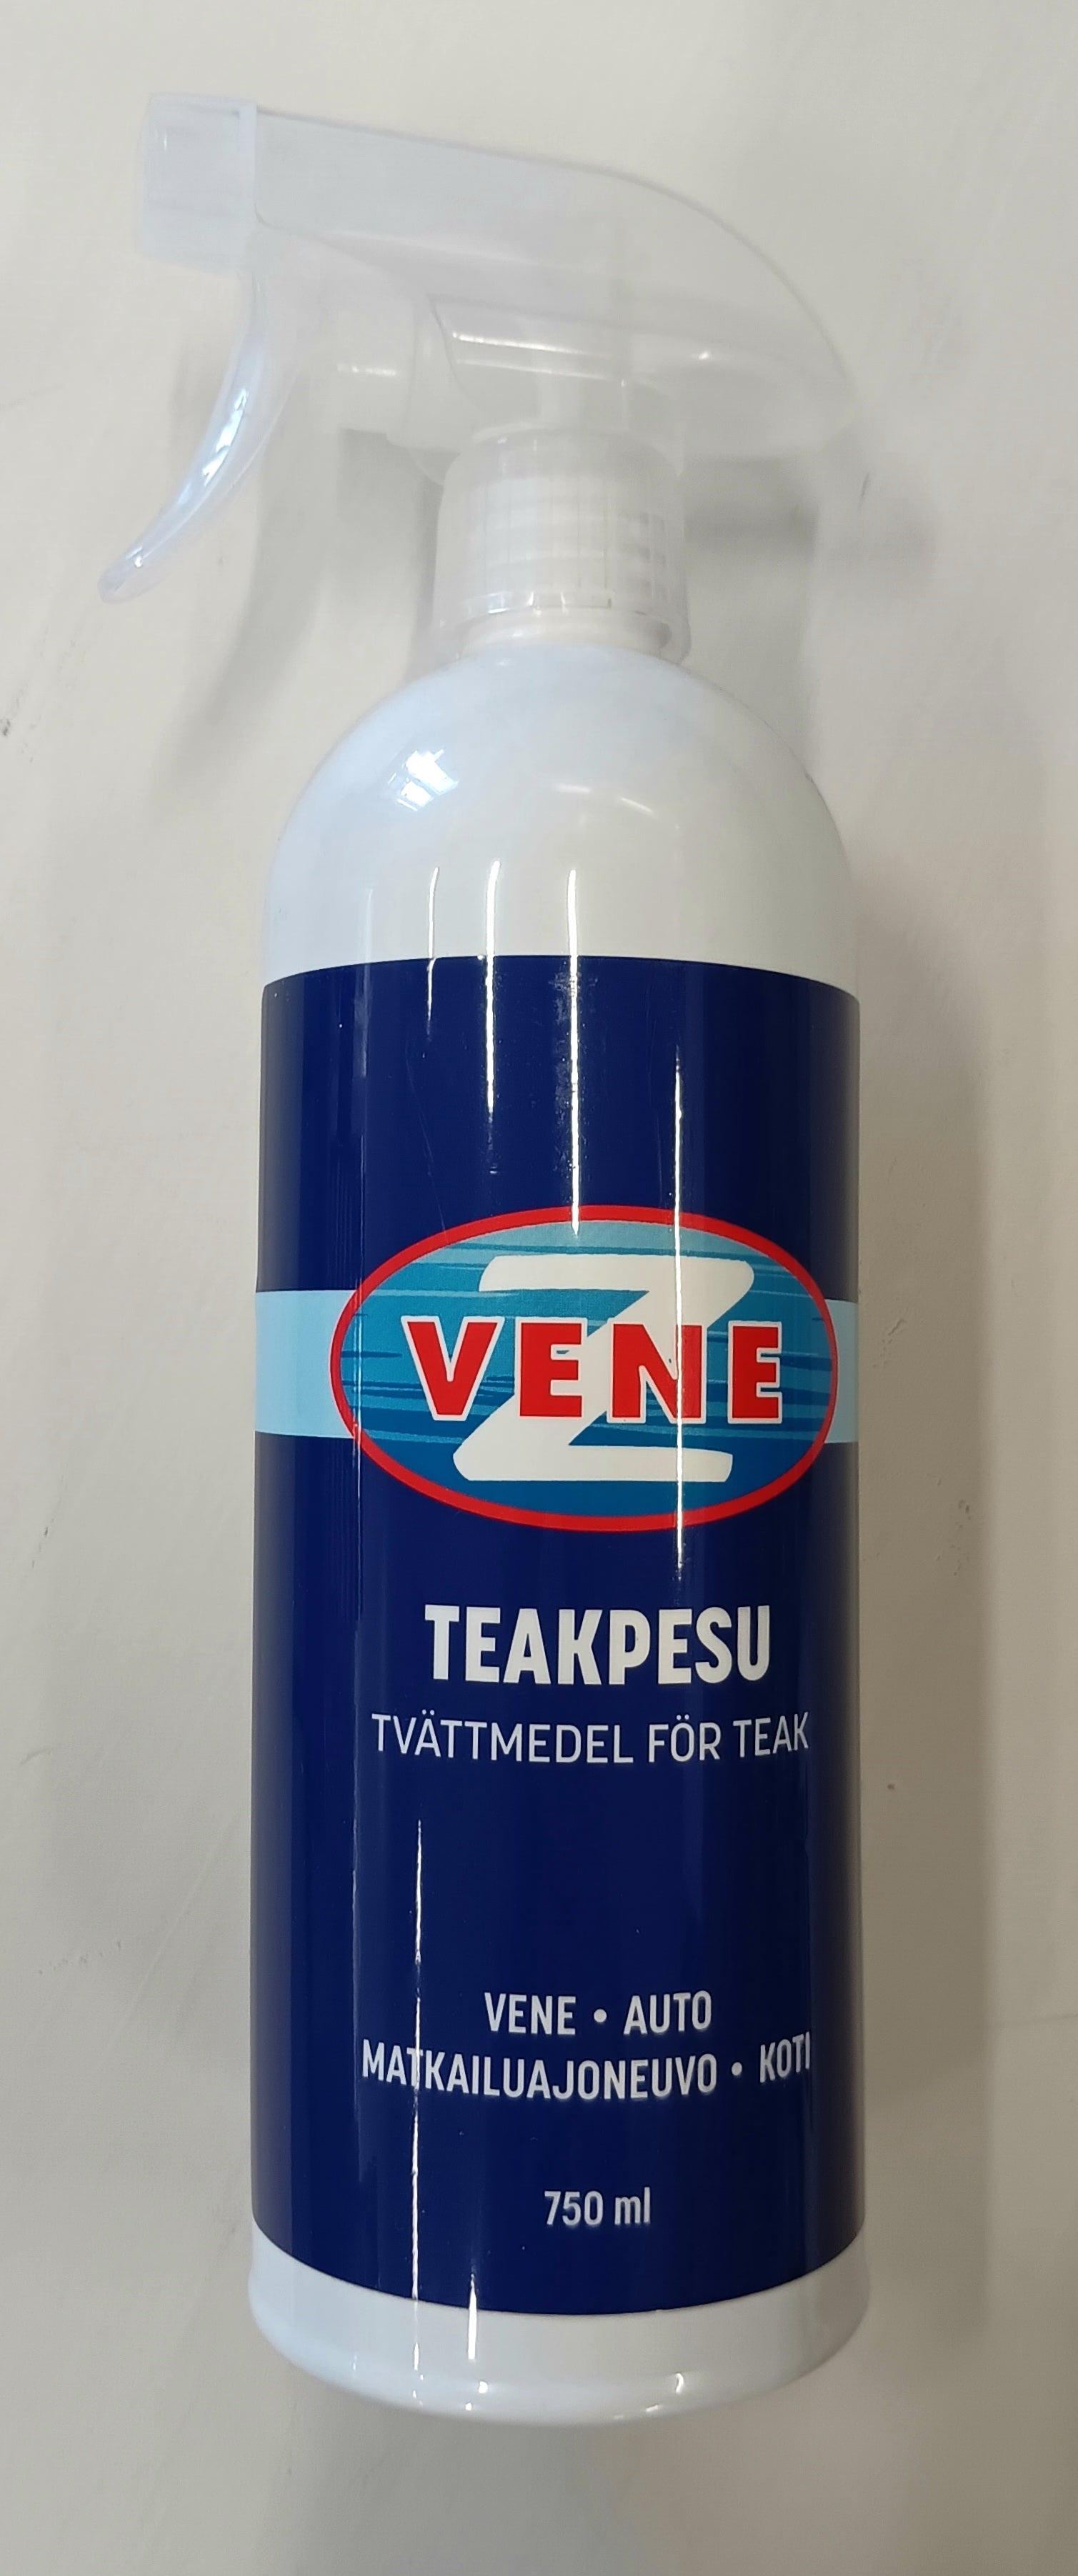 Z
VENE
TEAKPESU
TVÄTTMEDEL FÖR TEAK
VENE • AUTO
MATKAILUAJONEUVO • KOTI
750 ml